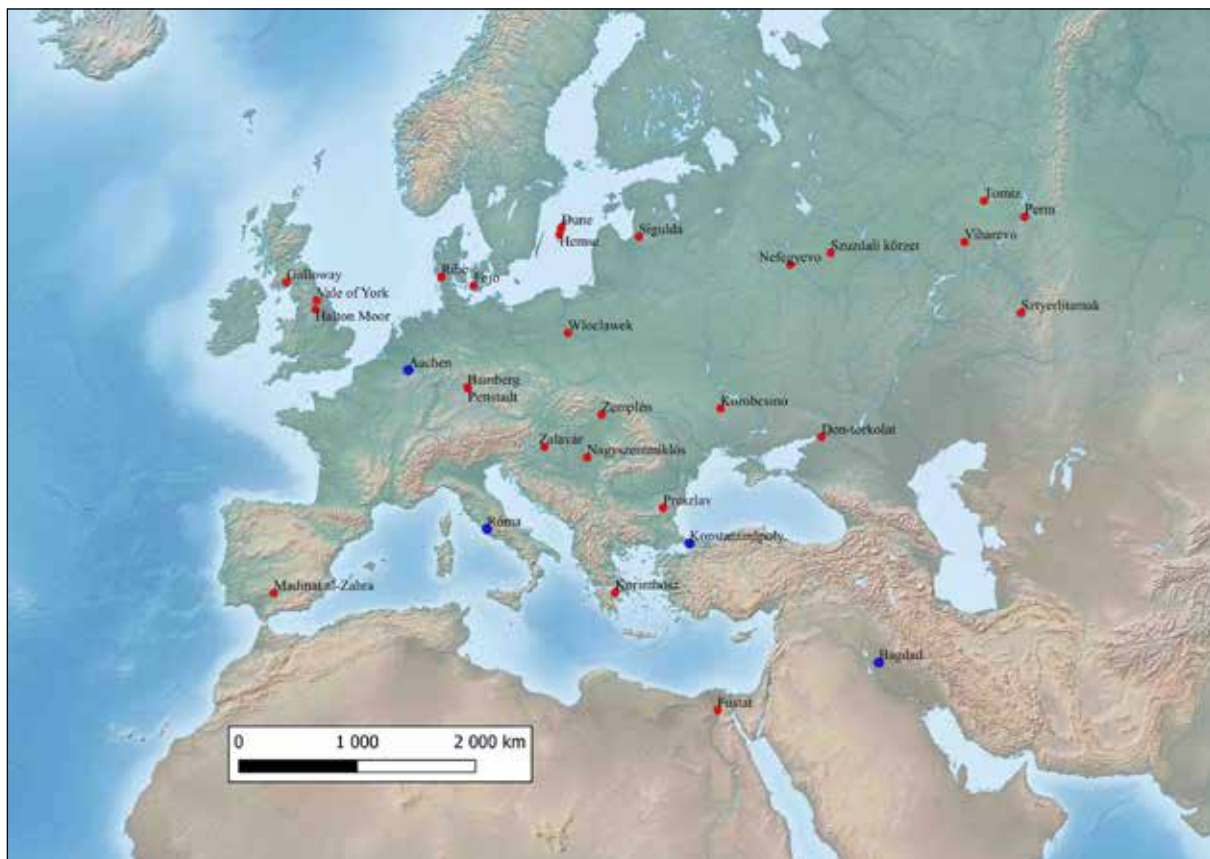 Tomiz
Perm
Dune
Hemse
Sigulda
Viharevo
Szuzdali körzet
Nefegyevo
Ribe
Fejø
Galloway
Vale of York
Halton Moor
Sztyerlitamak
Wloclawek
Aachen
Bamberg
Penstadt
Zemplén
Korobcsino
Don-torkolat
Zalavár
Nagyszentmiklós
Preszlav
Róma
Konstantinápoly
Madinat al-Zahra
Korinthosz
Bagdad
Fustat
0 1 000 2 000 km